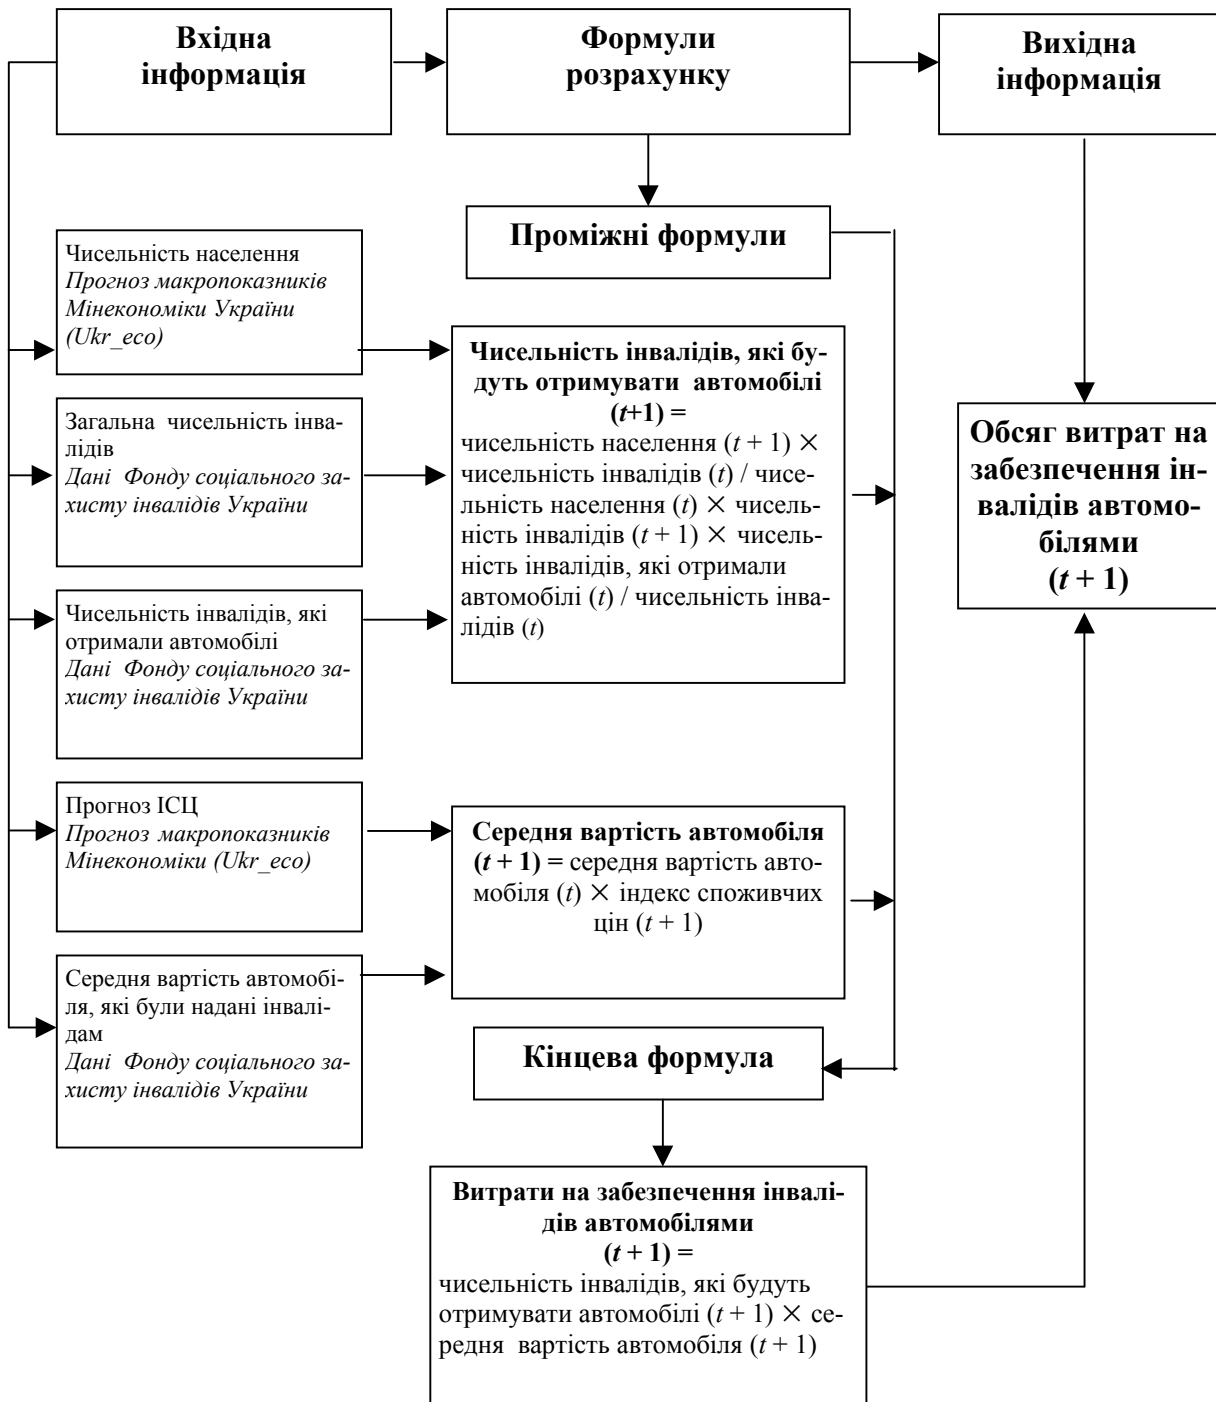 Вхідна
інформація
Формули
розрахунку
Вихідна
інформація
Проміжні формули
Чисельність населення
Прогноз макропоказників
Мінекономіки України
(Ukr_eco)
Загальна чисельність інва-
лідів
Дані Фонду соціального за-
хисту інвалідів України
Чисельність інвалідів, які
отримали автомобілі
Дані Фонду соціального за-
хисту інвалідів України
Прогноз ІСЦ
Прогноз макропоказників
Мінекономіки (Ukr_eco)
Середня вартість автомобі-
ля, які були надані інвалі-
дам
Дані Фонду соціального за-
хисту інвалідів України
Чисельність інвалідів, які бу-
дуть отримувати автомобілі
(t+1) =
чисельність населення (t + 1) ×
чисельність інвалідів (t) / чисе-
льність населення (t) × чисель-
ність інвалідів (t + 1) × чисель-
ність інвалідів, які отримали
автомобілі (t) / чисельність інва-
лідів (t)
Середня вартість автомобіля
(t + 1) = середня вартість авто-
мобіля (t) × індекс споживчих
цін (t + 1)
Кінцева формула
Витрати на забезпечення інвалі-
дів автомобілями
(t + 1) =
чисельність інвалідів, які будуть
отримувати автомобілі (t + 1) × се-
редня вартість автомобіля (t + 1)
Обсяг витрат на
забезпечення ін-
валідів автомо-
білями
(t + 1)